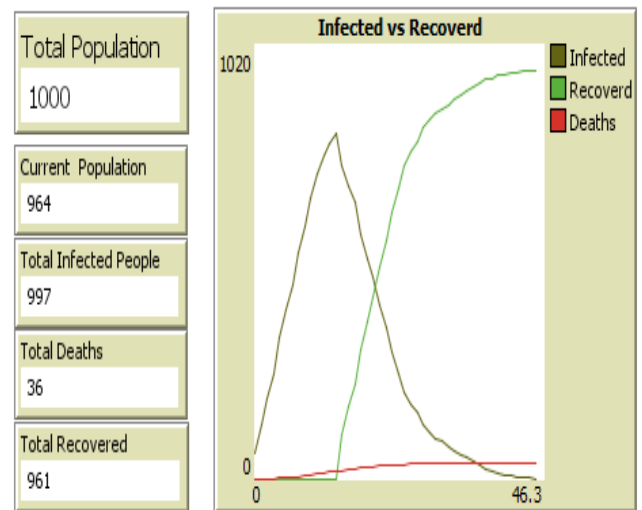 Total Population
1000
Current Population
964
Total Infected People
997
Total Deaths
36
Total Recovered
961
Infected vs Recoverd
1020
0
0
46.3
Infected
Recoverd
Deaths